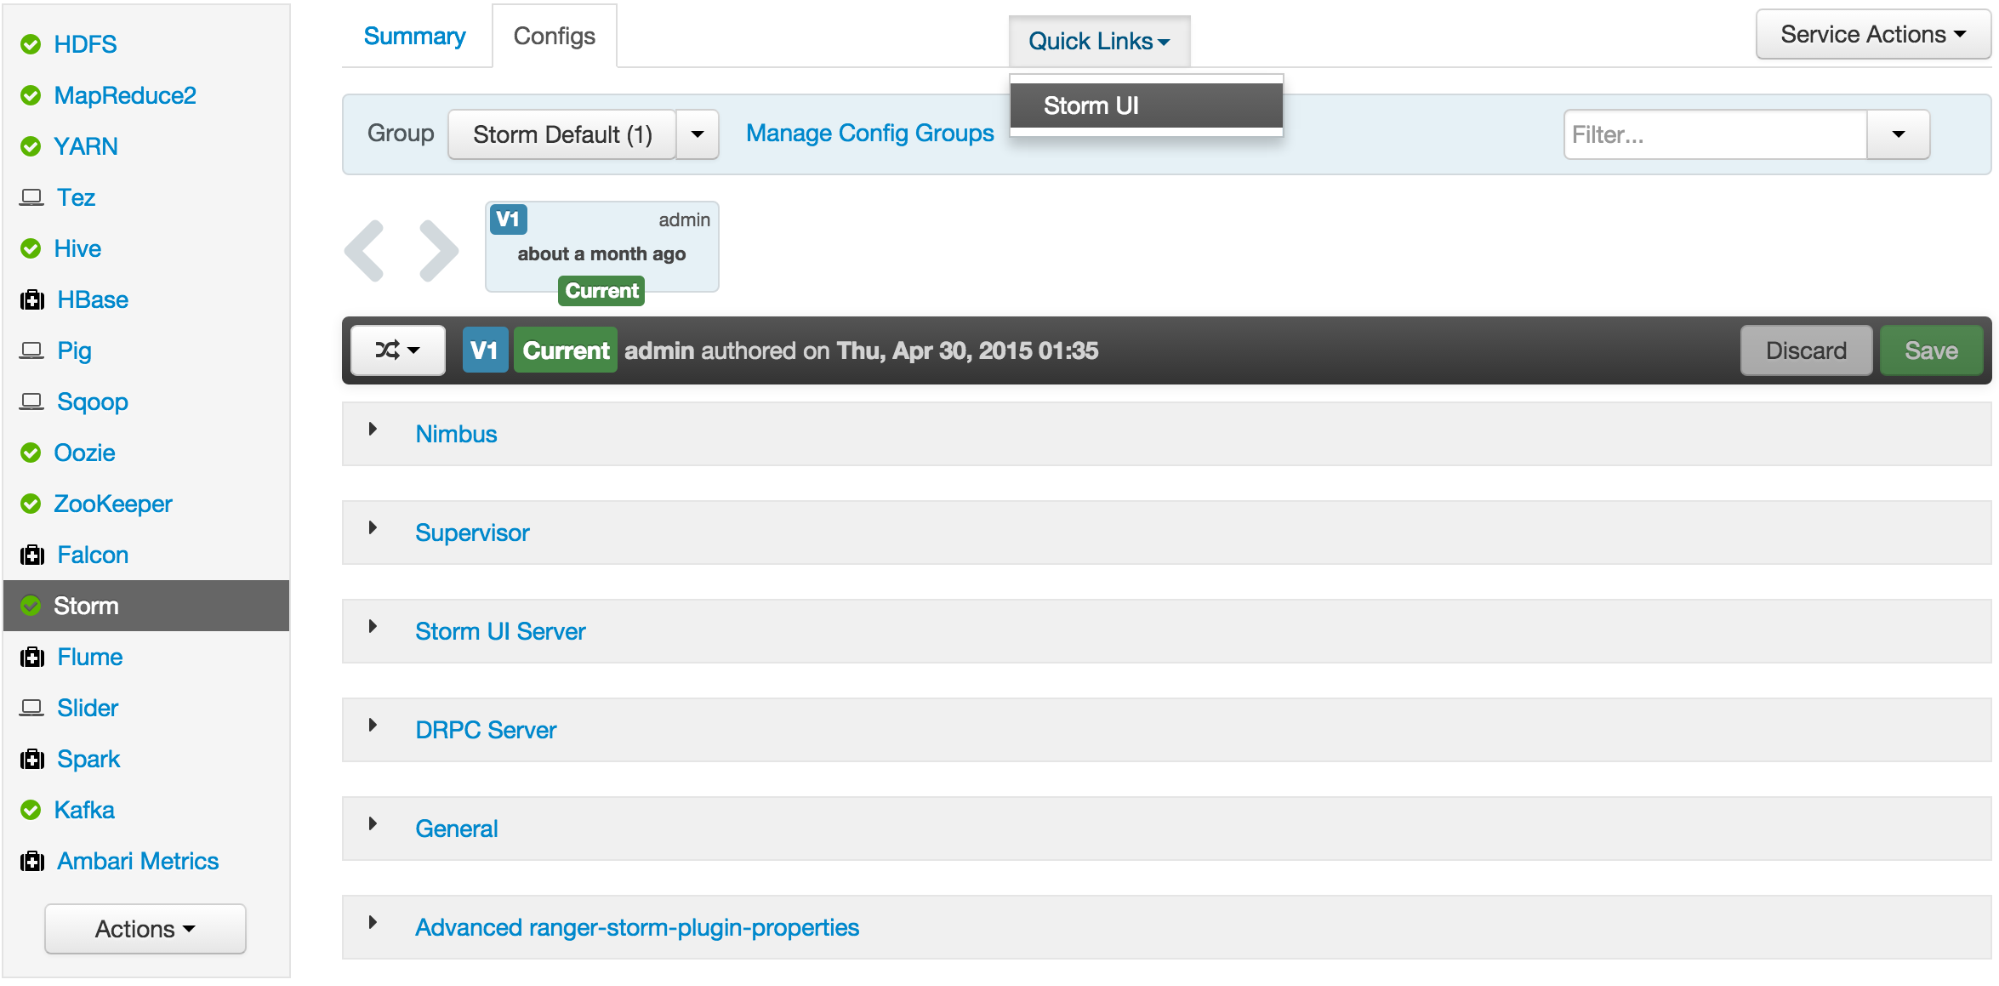 HDFS
MapReduce2
YARN
Tez
Hive
HBase
Pig
Sqoop
Oozie
ZooKeeper
Falcon
Storm
Flume
Slider
Spark
Kafka
Ambari Metrics
Actions
Summary
Configs
Quick Links
Storm UI
Service Actions
Group
Storm Default (1)
Manage Config Groups
Filter...
V1
admin
about a month ago
Current
V1 Current admin authored on Thu, Apr 30, 2015 01:35
Discard
Save
Nimbus
Supervisor
Storm UI Server
DRPC Server
General
Advanced ranger-storm-plugin-properties